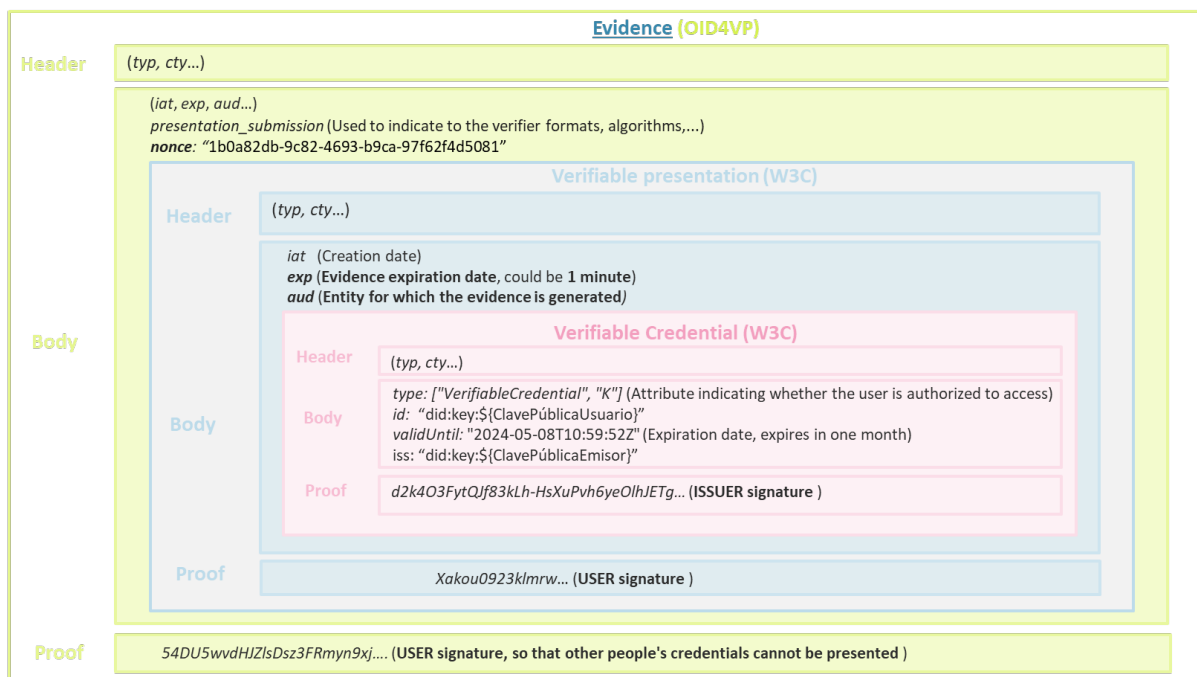 Evidence (OID4VP)
Header
(typ, cty…)
(iat, exp, aud…)
presentation_submission (Used to indicate to the verifier formats, algorithms,...)
nonce: “1b0a82db-9c82-4693-b9ca-97f62f4d5081”
Verifiable presentation (W3C)
Header
(typ, cty…)
iat (Creation date)
exp (Evidence expiration date, could be 1 minute)
aud (Entity for which the evidence is generated)
Verifiable Credential (W3C)
Header
(typ, cty…)
Body
type: ["VerifiableCredential", "K"] (Attribute indicating whether the user is authorized to access)
id: “did:key:${ClavePúblicaUsuario}”
validUntil: "2024-05-08T10:59:52Z" (Expiration date, expires in one month)
iss: “did:key:${ClavePúblicaEmisor}”
Proof
d2k4O3FytQJf83kLh-HsXuPvh6yeOlhJETg… (ISSUER signature )
Body
Proof
Xakou0923klmrw… (USER signature )
Body
Proof
54DU5wvdHJZlsDsz3FRmyn9xj…. (USER signature, so that other people's credentials cannot be presented )